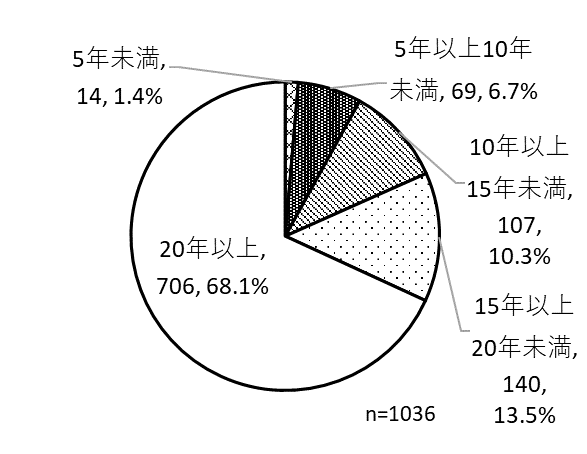 5年未満,
14, 1.4%
5年以上10年
未満, 69, 6.7%
10年以上
15年未満,
107,
10.3%
15年以上
20年未満,
140,
13.5%
20年以上,
706, 68.1%
n=1036